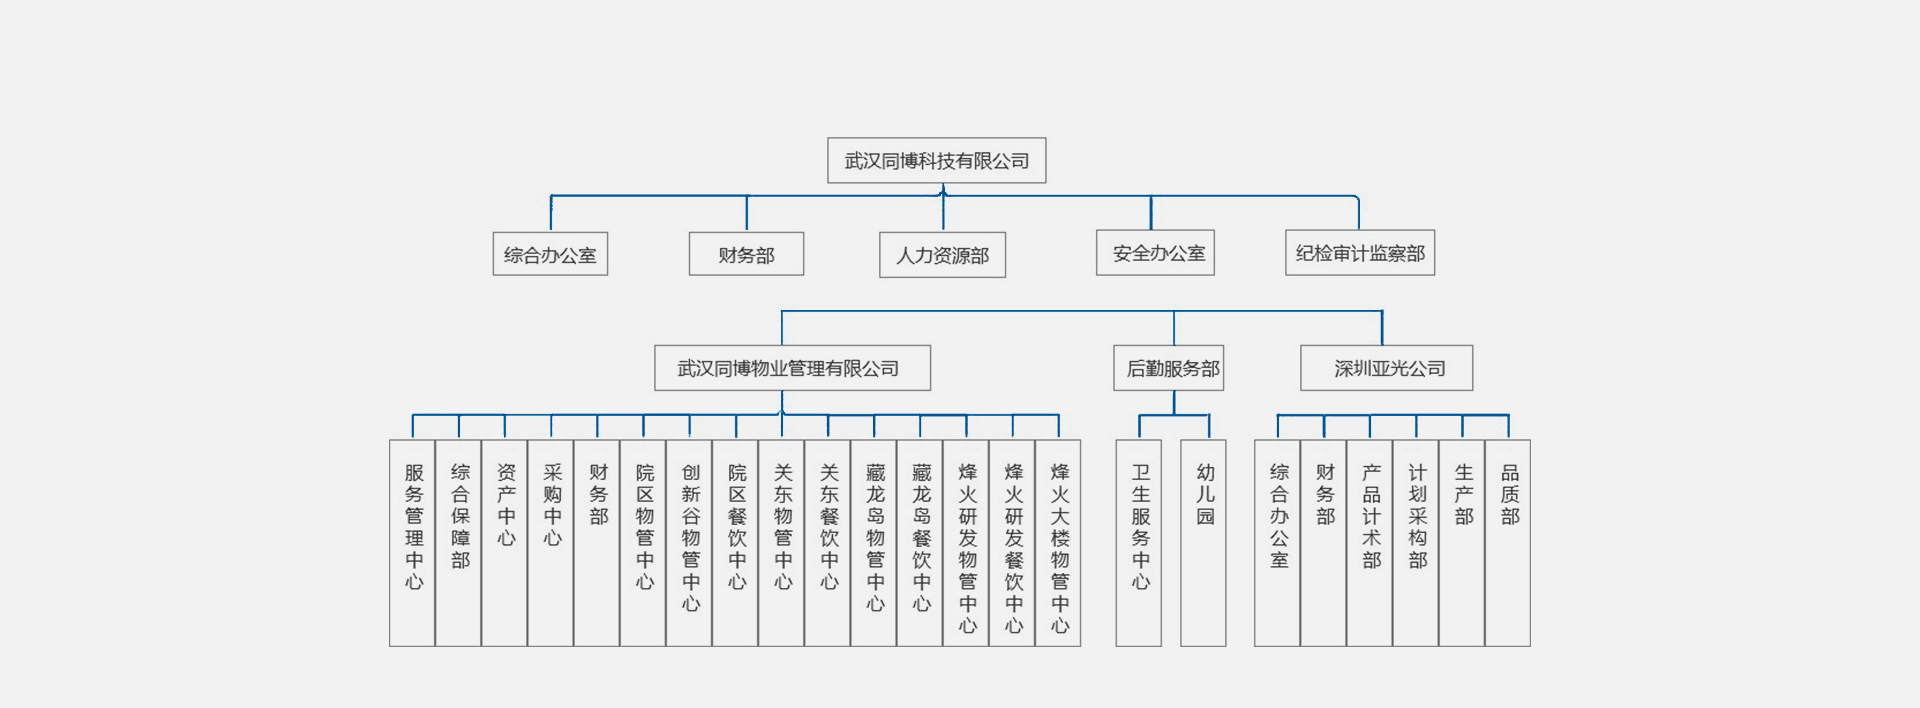 武汉同博科技有限公司
综合办公室
财务部
人力资源部
安全办公室
纪检审计监察部
武汉同博物业管理有限公司
后勤服务部
深圳亚光公司
服务管理中心
综合保障部
资产中心
采购中心
财务部
院区物管中心
创新谷物管中心
院区餐饮中心
关东物管中心
关东餐饮中心
藏龙岛物管中心
藏龙岛餐饮中心
烽火研发物管中心
烽火研发餐饮中心
烽火大楼物管中心
卫生服务中心
幼儿园
综合办公室
财务部
产品计术部
计划采构部
生产部
品质部